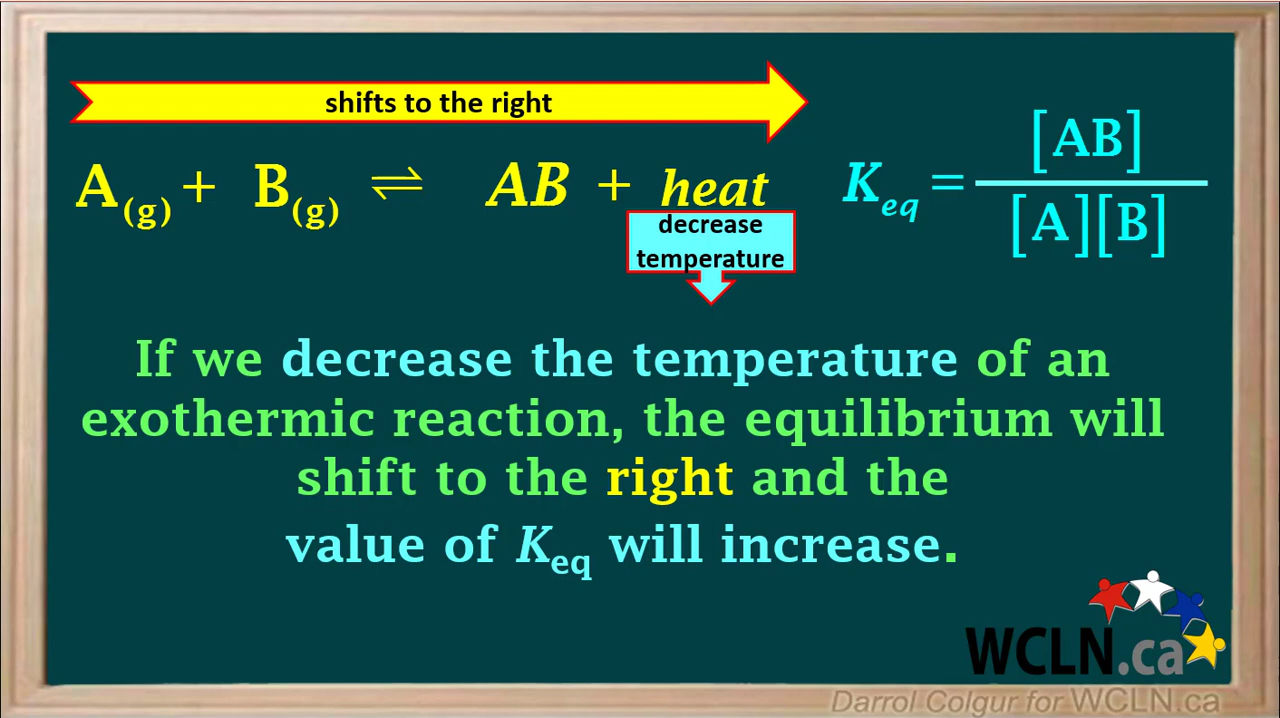 shifts to the right
A(g) + B(g) ⇌ AB + heat
Keq = [AB] / [A][B]
decrease
temperature
If we decrease the temperature of an
exothermic reaction, the equilibrium will
shift to the right and the
value of Keq will increase.
WCLN.ca
Darrol Colgur for WCLN.ca